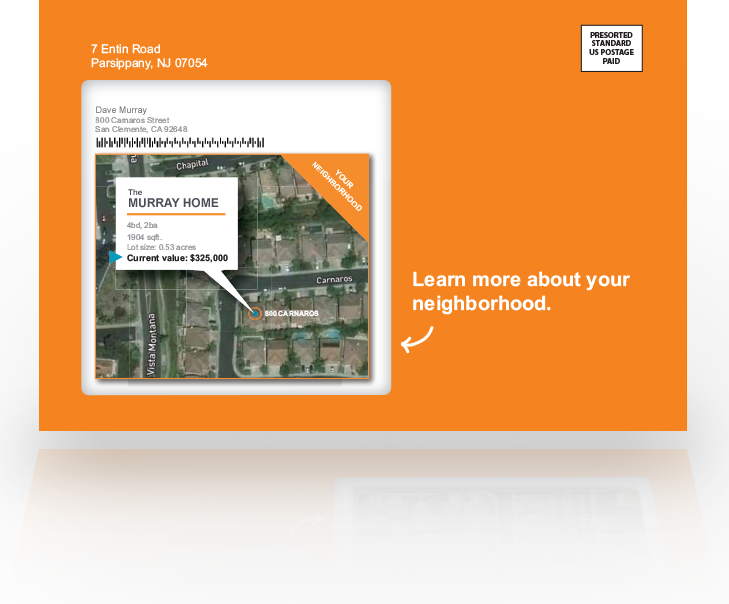 7 Entin Road
Parsippany, NJ 07054
PRESORTED
STANDARD
US POSTAGE
PAID
Dave Murray
800 Carnaros Street
San Clemente, CA 92648
Chapital
YOUR
NEIGHBORHOOD
The
MURRAY HOME
4bd, 2ba
1904 sqft.
Lot size: 0.53 acres
Current value: $325,000
Carnaros
800 CARNAROS
Vista Montana
Learn more about your
neighborhood.